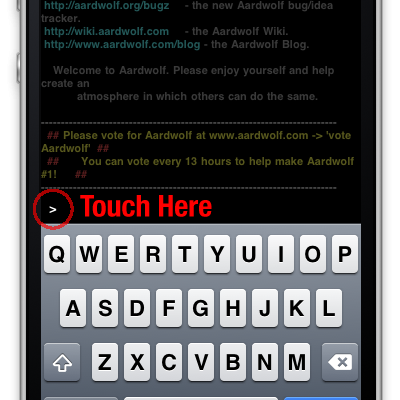 http://aardwolf.org/bugz - the new Aardwolf bug/idea
tracker.
http://wiki.aardwolf.com - the Aardwolf Wiki.
http://www.aardwolf.com/blog - the Aardwolf Blog.
Welcome to Aardwolf. Please enjoy yourself and help
create an
atmosphere in which others can do the same.
--------------------------------------------------------------------------
## Please vote for Aardwolf at www.aardwolf.com -> 'vote
Aardwolf' ##
## You can vote every 13 hours to help make Aardwolf
#1! ##
--------------------------------------------------------------------------
> Touch Here
Q W E R T Y U I O P
A S D F G H J K L
Z X C V B N M